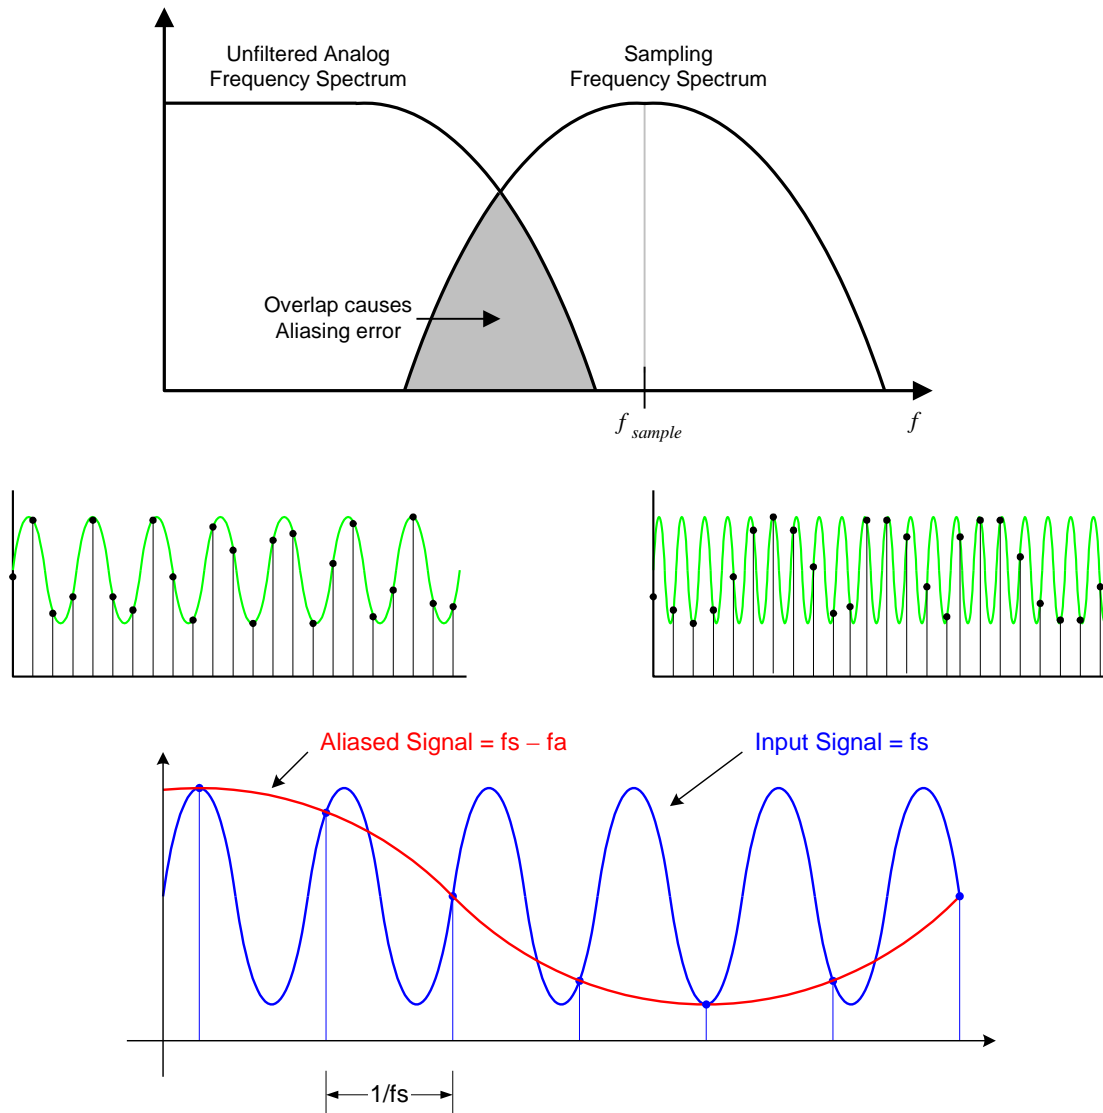 Unfiltered Analog
Frequency Spectrum
Sampling
Frequency Spectrum
Overlap causes
Aliasing error
f sample
f
Aliased Signal = fs – fa
Input Signal = fs
1/fs